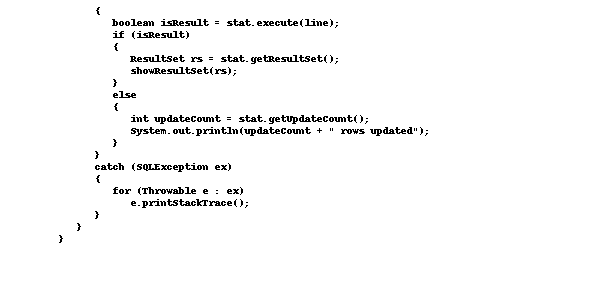 {
boolean isResult = stat.execute(line);
if (isResult)
{
ResultSet rs = stat.getResultSet();
showResultSet(rs);
}
else
{
int updateCount = stat.getUpdateCount();
System.out.println(updateCount + " rows updated");
}
}
catch (SQLException ex)
{
for (Throwable e : ex)
e.printStackTrace();
}
}
}